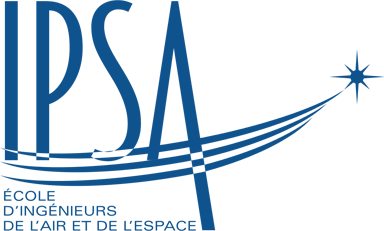 IPSA
ÉCOLE
D'INGÉNIEURS
DE L'AIR ET DE L'ESPACE